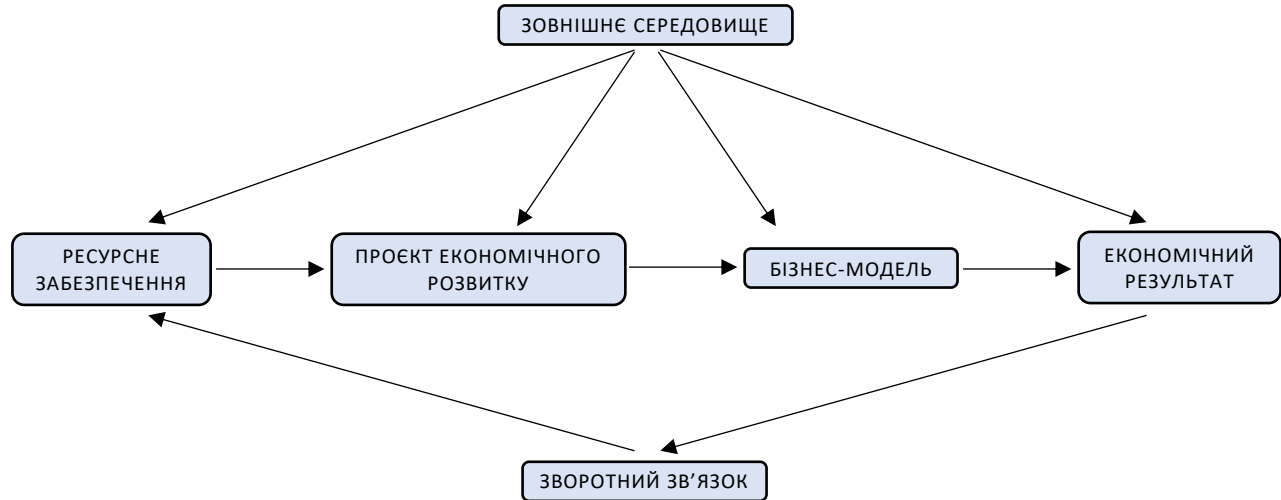 ЗОВНІШНЄ СЕРЕДОВИЩЕ
РЕСУРСНЕ
ЗАБЕЗПЕЧЕННЯ
ПРОЄКТ ЕКОНОМІЧНОГО
РОЗВИТКУ
БІЗНЕС-МОДЕЛЬ
ЕКОНОМІЧНИЙ
РЕЗУЛЬТАТ
ЗВОРОТНИЙ ЗВ’ЯЗОК